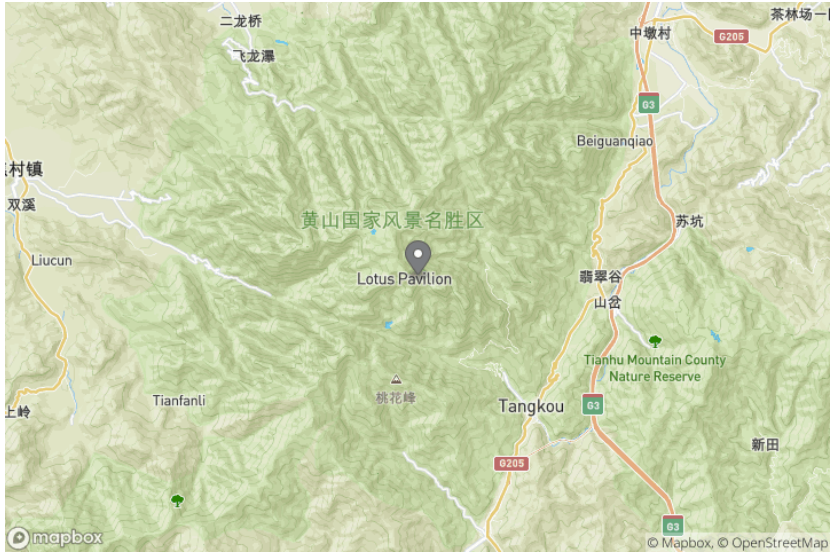 二龙桥
茶林场一
中墩村
G205
飞龙瀑
G3
Beiguanqiao
村镇
双溪
黄山国家风景名胜区
苏坑
Liucun
Lotus Pavilion
翡翠谷
山岔
Tianhu Mountain County
Nature Reserve
桃花峰
Tianfanli
上岭
Tangkou
G3
新田
G205
G3
mapbox
© Mapbox, © OpenStreetMap